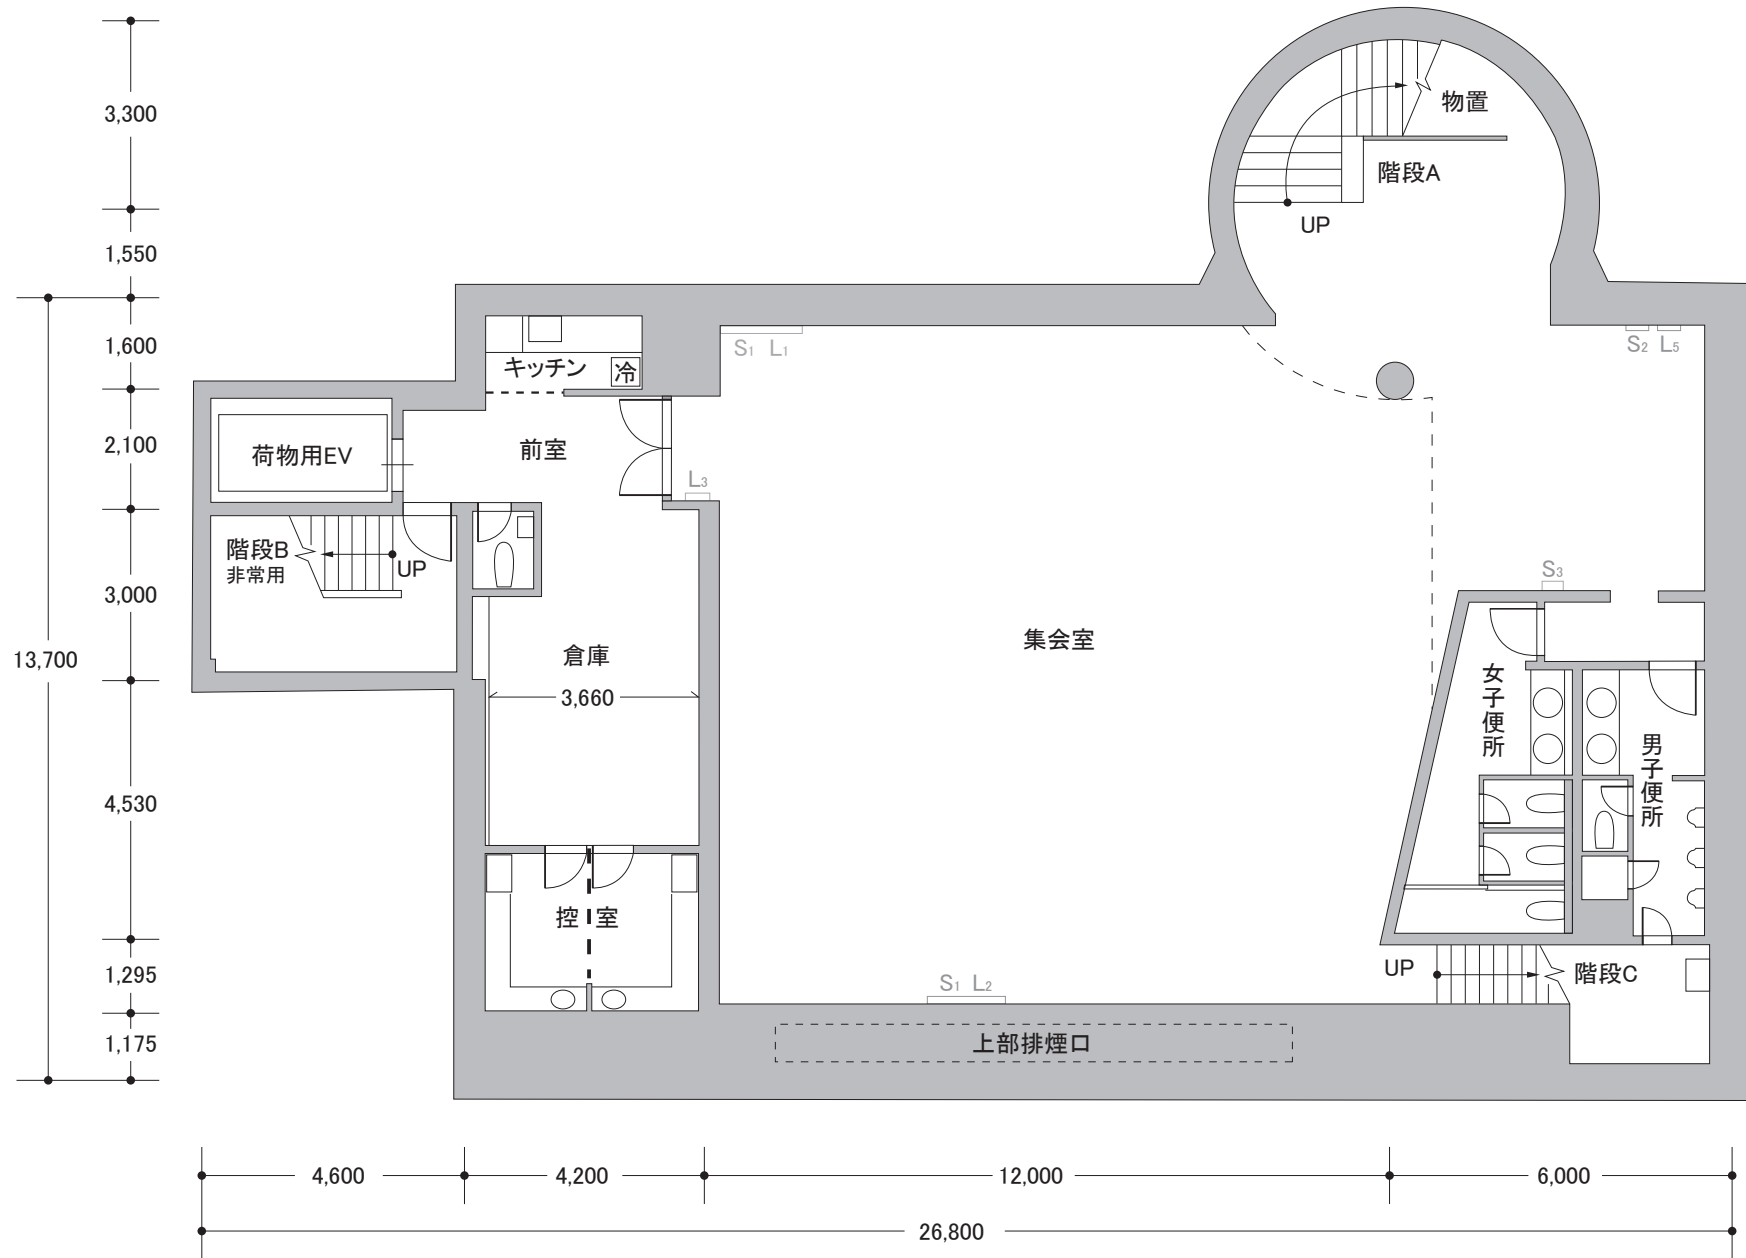 3,300
物置
階段A
UP
1,550
1,600
S1 L1
S2 L5
キッチン
冷
2,100
荷物用EV
前室
L3
階段B
非常用
UP
S3
3,000
13,700
倉庫
集会室
3,660
女子便所
男子便所
4,530
控室
1,295
S1 L2
UP
階段C
1,175
上部排煙口
4,600
4,200
12,000
6,000
26,800